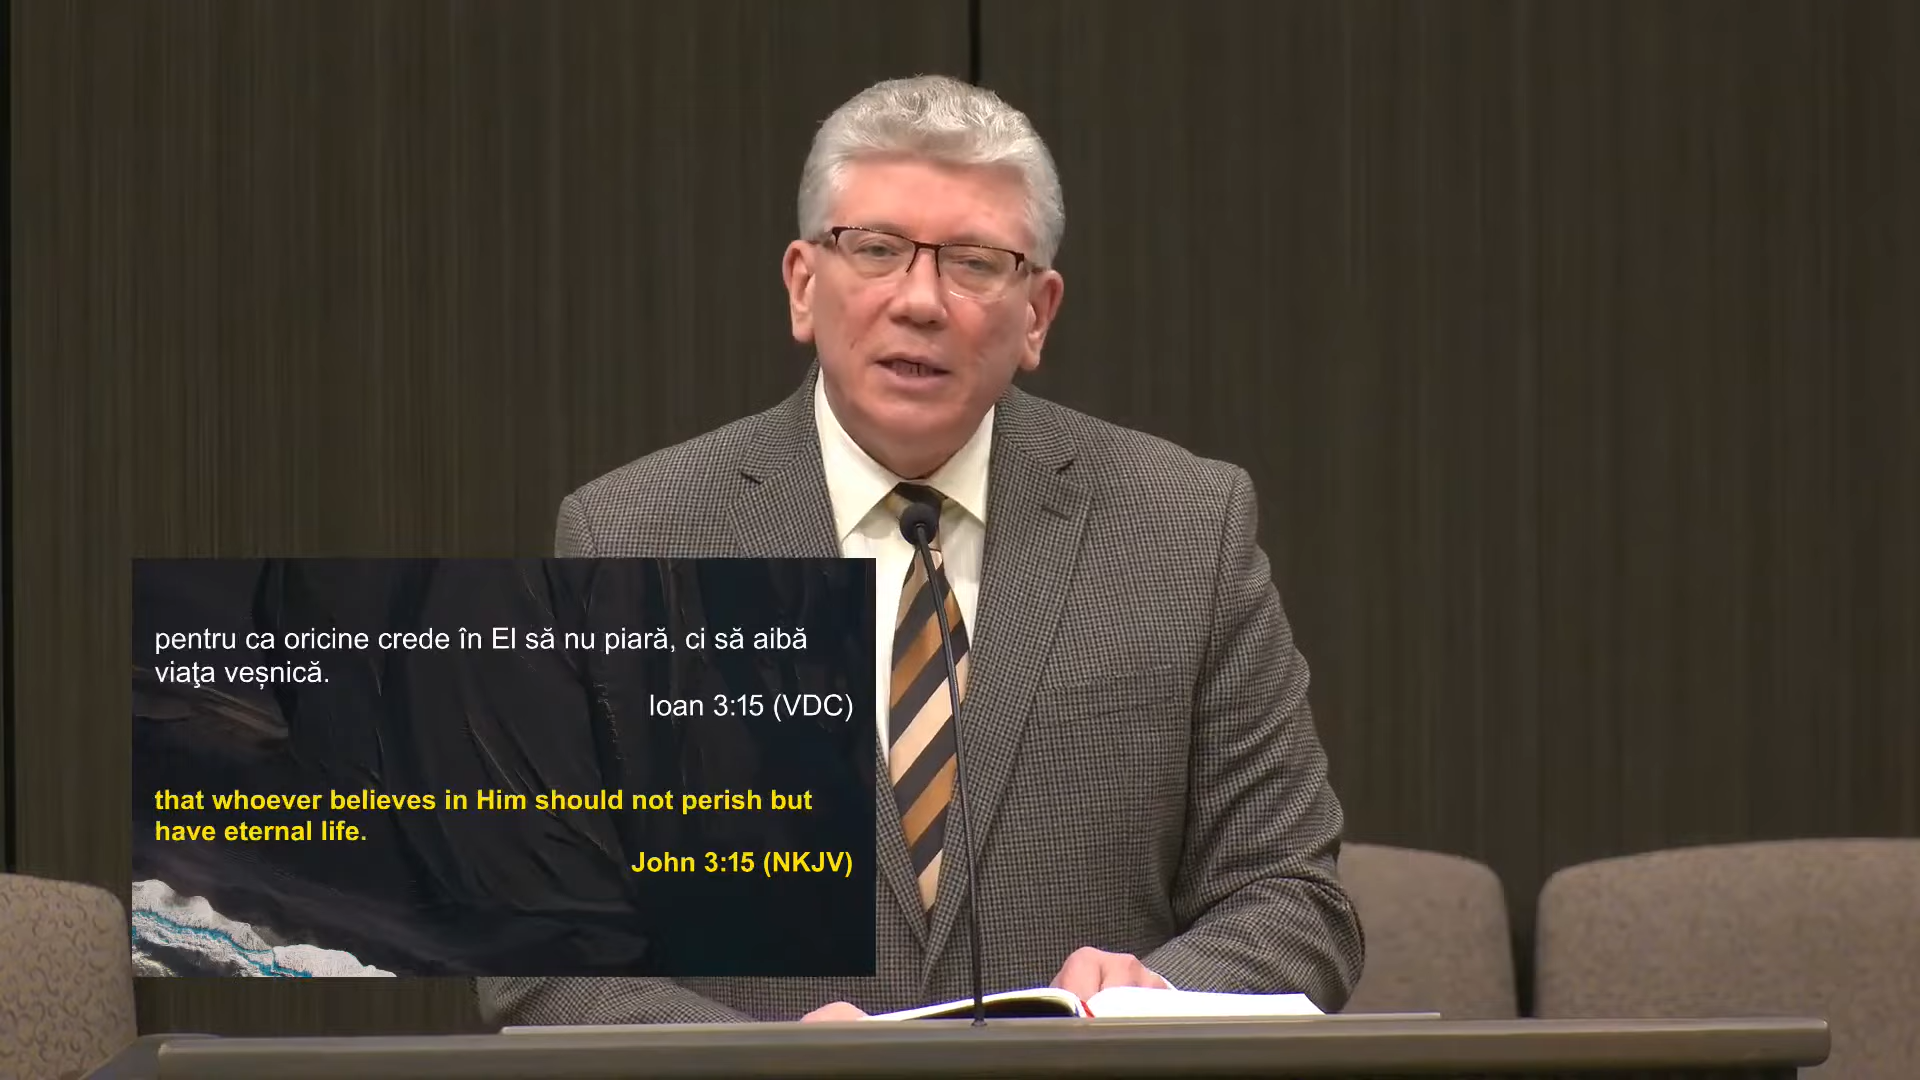 pentru ca oricine crede în El să nu piară, ci să aibă
viaţa veșnică.
Ioan 3:15 (VDC)
that whoever believes in Him should not perish but
have eternal life.
John 3:15 (NKJV)